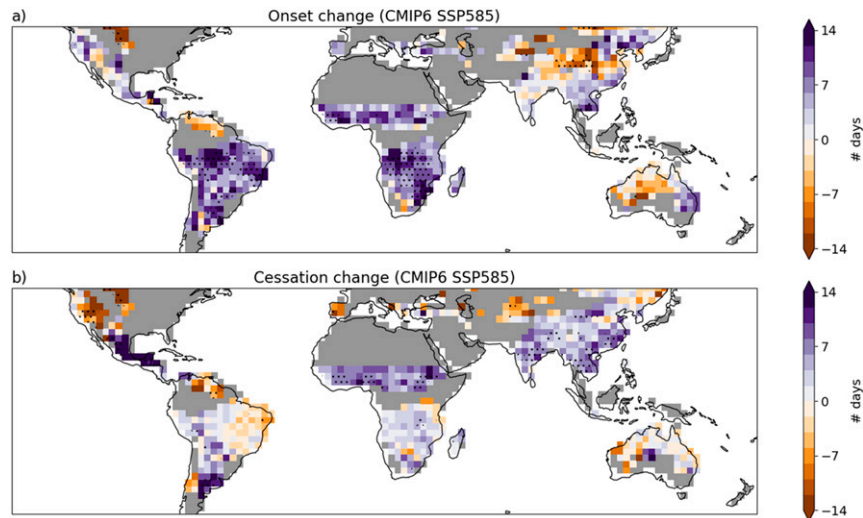 a)
Onset change (CMIP6 SSP585)
14
7
0
−7
−14
# days
b)
Cessation change (CMIP6 SSP585)
14
7
0
−7
−14
# days